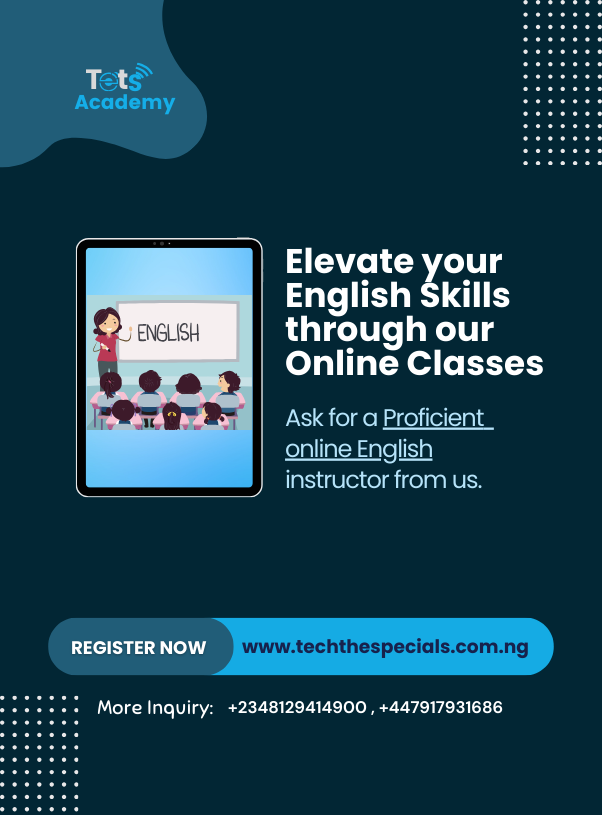 Tets
Academy
ENGLISH
Elevate your
English Skills
through our
Online Classes
Ask for a Proficient
online English
instructor from us.
REGISTER NOW
www.techthespecials.com.ng
More Inquiry: +2348129414900 , +447917931686